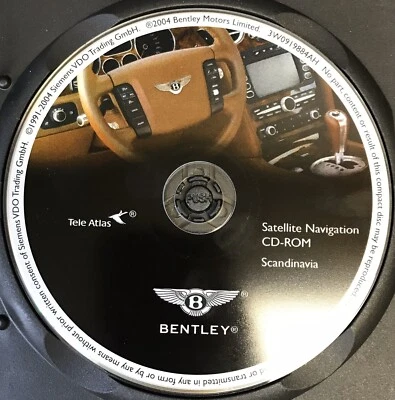 ©1991-2004 Siemens VDO Trading GmbH. ®2004 Bentley Motors Limited. 3W0919884AH No part, content or result of this compact disc may be reproduced
d or transmitted in any form or by any means without prior written consent of Siemens VDO Trading GmbH.
PUSH
Tele Atlas ®
Satellite Navigation
CD-ROM
Scandinavia
B ®
BENTLEY®